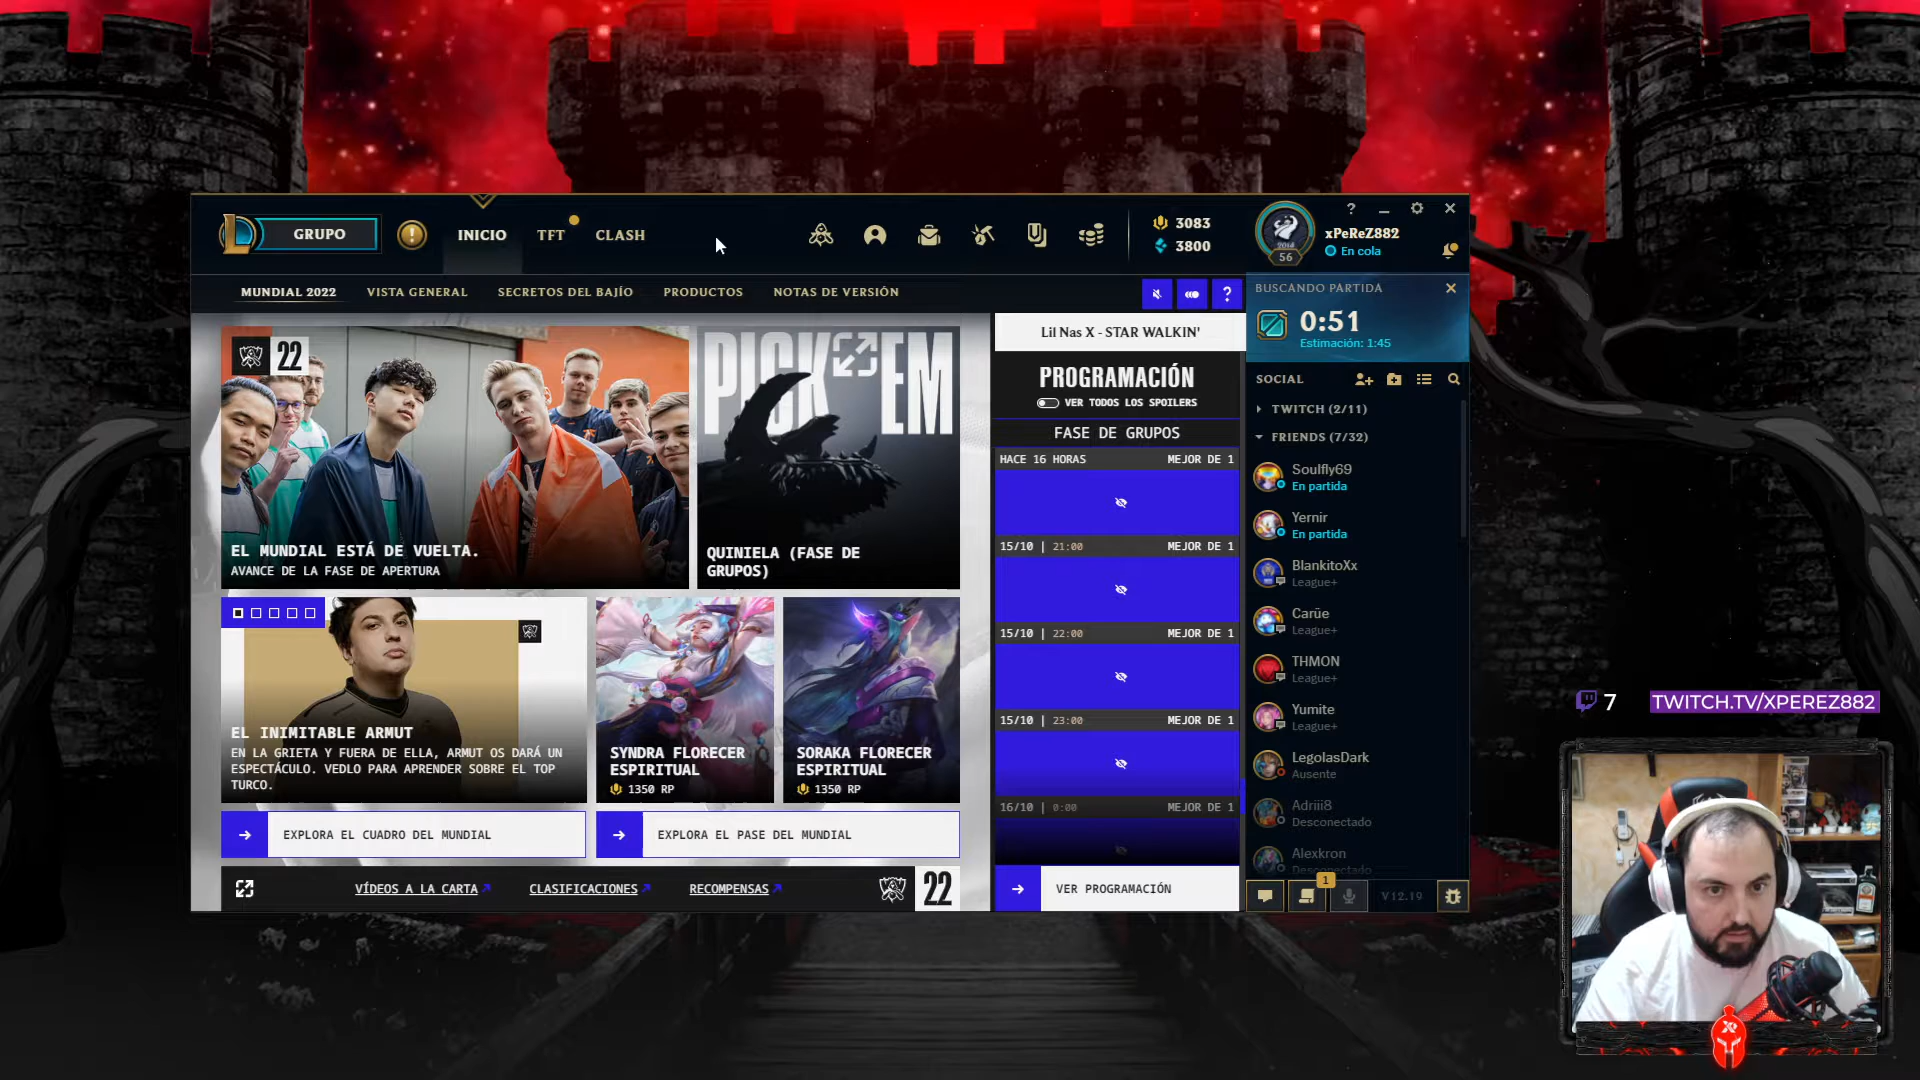 GRUPO
INICIO
TFT
CLASH
3083
3800
2014
56
xPeReZ882
En cola
MUNDIAL 2022
VISTA GENERAL
SECRETOS DEL BAJÍO
PRODUCTOS
NOTAS DE VERSIÓN
BUSCANDO PARTIDA
0:51
Estimación: 1:45
22
EL MUNDIAL ESTÁ DE VUELTA.
AVANCE DE LA FASE DE APERTURA
PICK'EM
QUINIELA (FASE DE
GRUPOS)
EL INIMITABLE ARMUT
EN LA GRIETA Y FUERA DE ELLA, ARMUT OS DARÁ UN
ESPECTÁCULO. VEDLO PARA APRENDER SOBRE EL TOP
TURCO.
SYNDRA FLORECER
ESPIRITUAL
1350 RP
SORAKA FLORECER
ESPIRITUAL
1350 RP
EXPLORA EL CUADRO DEL MUNDIAL
EXPLORA EL PASE DEL MUNDIAL
VÍDEOS A LA CARTA
CLASIFICACIONES
RECOMPENSAS
22
Lil Nas X - STAR WALKIN'
PROGRAMACIÓN
VER TODOS LOS SPOILERS
FASE DE GRUPOS
HACE 16 HORAS MEJOR DE 1
15/10 | 21:00 MEJOR DE 1
15/10 | 22:00 MEJOR DE 1
15/10 | 23:00 MEJOR DE 1
16/10 | 0:00 MEJOR DE 1
VER PROGRAMACIÓN
SOCIAL
TWITCH (2/11)
FRIENDS (7/32)
Soulfly69
En partida
Yernir
En partida
BlankitoXx
League+
Carüe
League+
THMON
League+
Yumite
League+
LegolasDark
Ausente
Adriii8
Desconectado
Alexkron
Desconectado
1
V12.19
7
TWITCH.TV/XPEREZ882